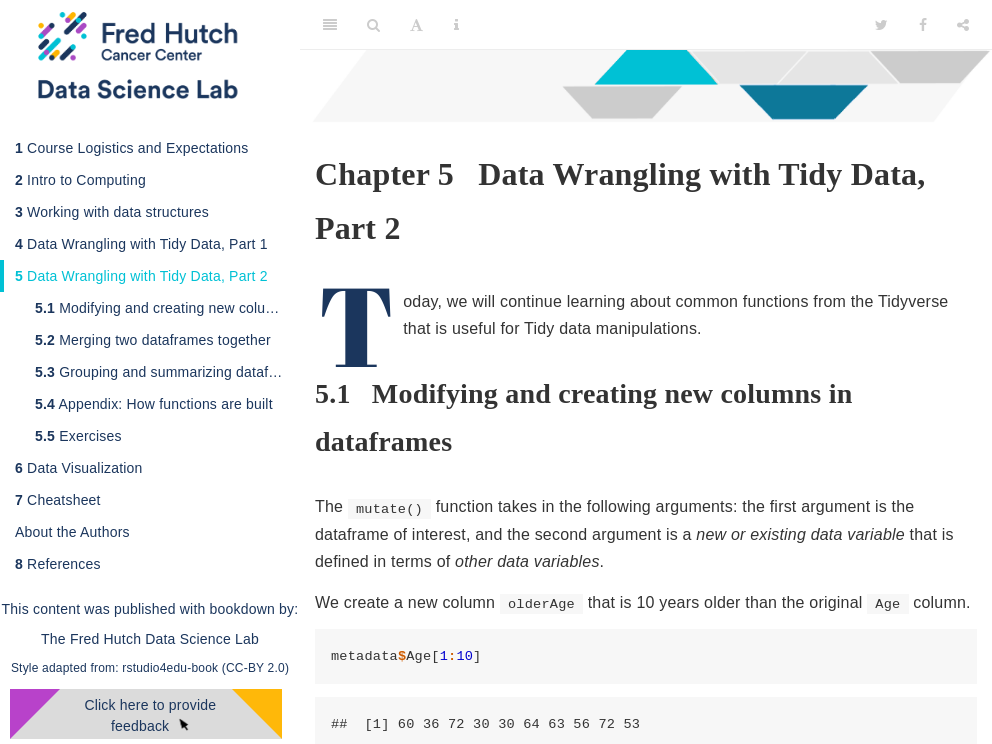 Fred Hutch
Cancer Center
Data Science Lab
1 Course Logistics and Expectations
2 Intro to Computing
3 Working with data structures
4 Data Wrangling with Tidy Data, Part 1
5 Data Wrangling with Tidy Data, Part 2
5.1 Modifying and creating new colu…
5.2 Merging two dataframes together
5.3 Grouping and summarizing dataf…
5.4 Appendix: How functions are built
5.5 Exercises
6 Data Visualization
7 Cheatsheet
About the Authors
8 References
This content was published with bookdown by:
The Fred Hutch Data Science Lab
Style adapted from: rstudio4edu-book (CC-BY 2.0)
Click here to provide
feedback
Chapter 5 Data Wrangling with Tidy Data,
Part 2
Today, we will continue learning about common functions from the Tidyverse
that is useful for Tidy data manipulations.
5.1 Modifying and creating new columns in
dataframes
The mutate() function takes in the following arguments: the first argument is the
dataframe of interest, and the second argument is a new or existing data variable that is
defined in terms of other data variables.
We create a new column olderAge that is 10 years older than the original Age column.
metadata$Age[1:10]
##  [1] 60 36 72 30 30 64 63 56 72 53